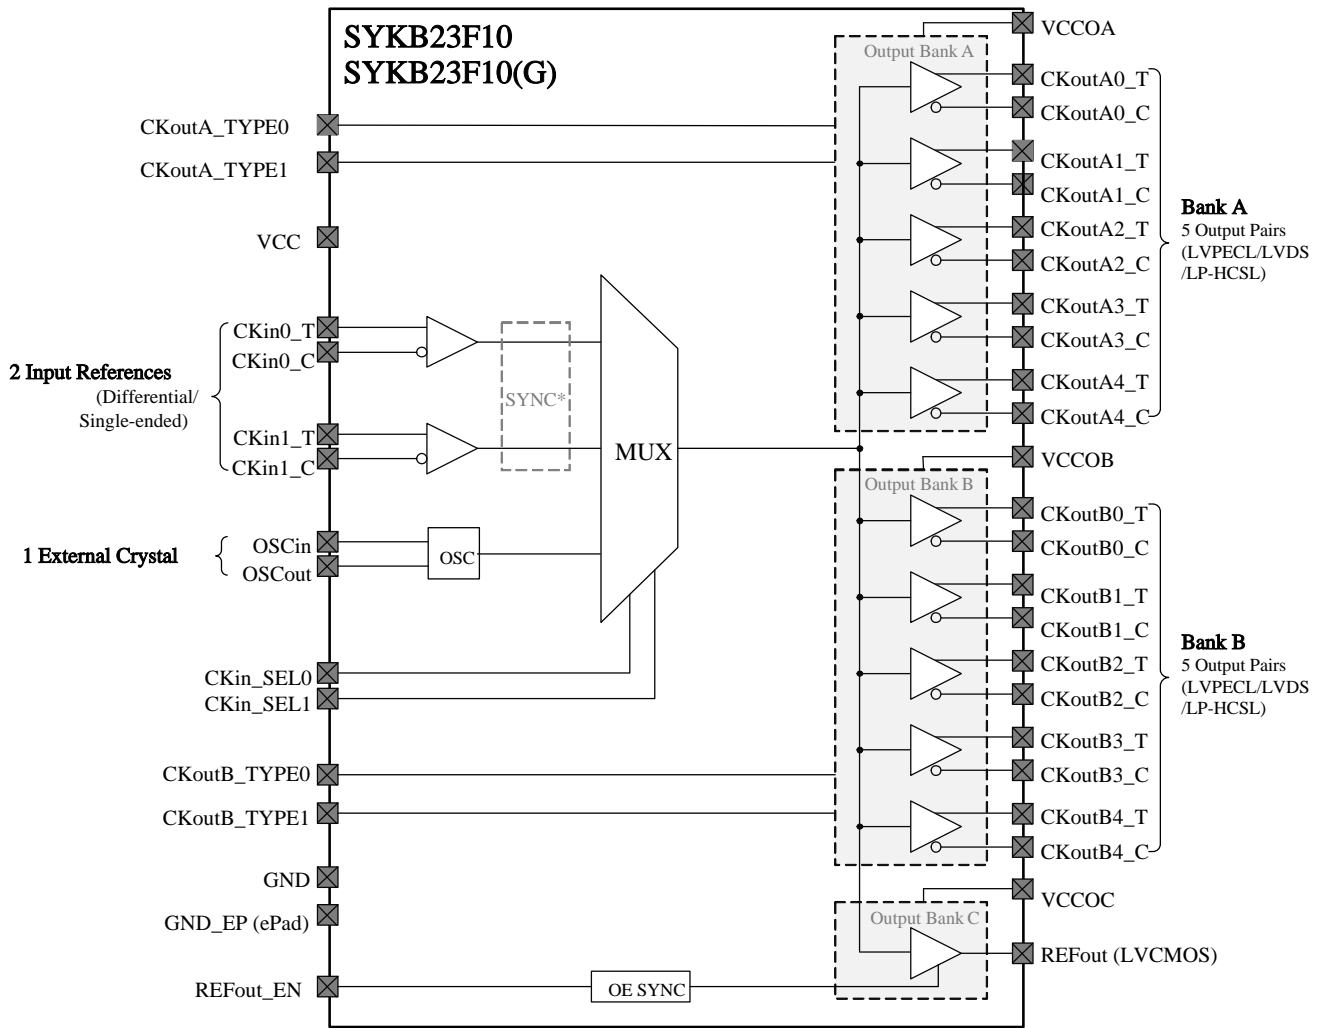 SYKB23F10
SYKB23F10(G)
CKoutA_TYPE0
CKoutA_TYPE1
VCC
CKin0_T
CKin0_C
2 Input References
(Differential/
Single-ended)
CKin1_T
CKin1_C
1 External Crystal
OSCin
OSCout
CKin_SEL0
CKin_SEL1
CKoutB_TYPE0
CKoutB_TYPE1
GND
GND_EP (ePad)
REFout_EN
SYNC*
OSC
MUX
OE SYNC
Output Bank A
Output Bank B
Output Bank C
VCCOA
CKoutA0_T
CKoutA0_C
CKoutA1_T
CKoutA1_C
CKoutA2_T
CKoutA2_C
CKoutA3_T
CKoutA3_C
CKoutA4_T
CKoutA4_C
Bank A
5 Output Pairs
(LVPECL/LVDS
/LP-HCSL)
VCCOB
CKoutB0_T
CKoutB0_C
CKoutB1_T
CKoutB1_C
CKoutB2_T
CKoutB2_C
CKoutB3_T
CKoutB3_C
CKoutB4_T
CKoutB4_C
Bank B
5 Output Pairs
(LVPECL/LVDS
/LP-HCSL)
VCCOC
REFout (LVCMOS)